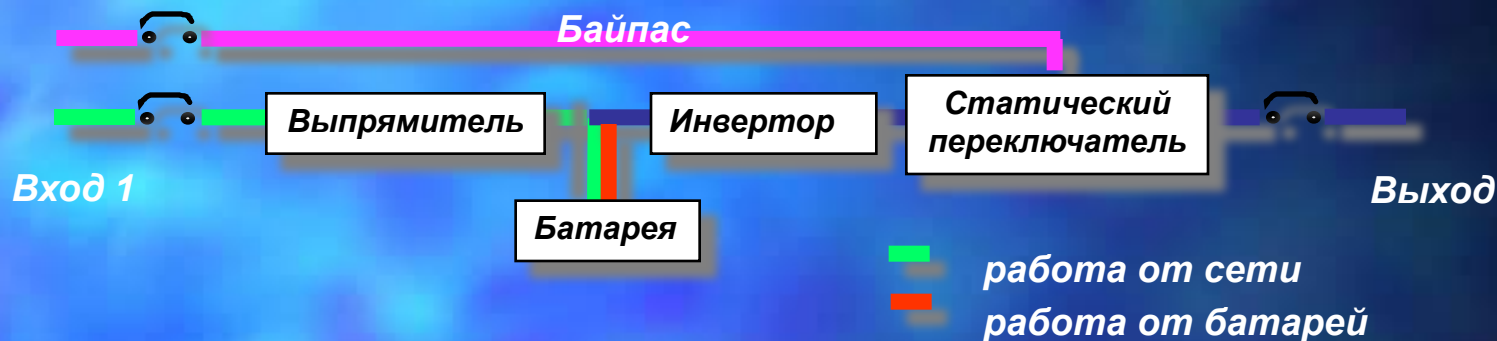 Байпас
Выпрямитель
Инвертор
Статический
переключатель
Вход 1
Выход
Батарея
работа от сети
работа от батарей